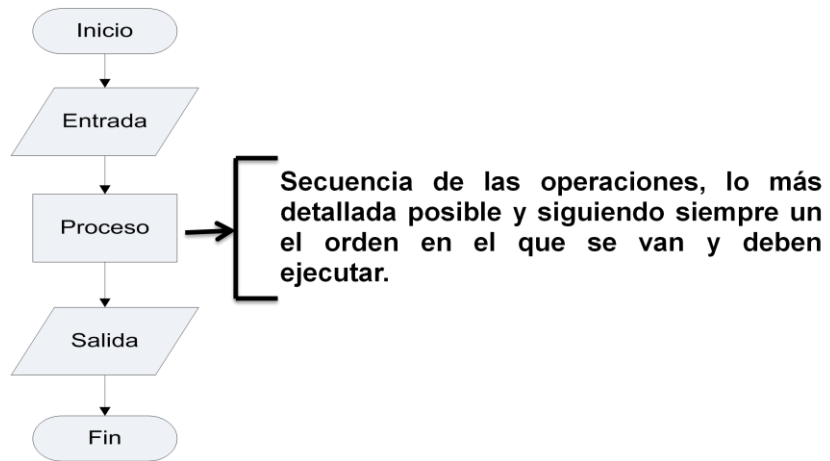 Inicio
Entrada
Proceso
Secuencia de las operaciones, lo más
detallada posible y siguiendo siempre un
el orden en el que se van y deben
ejecutar.
Salida
Fin